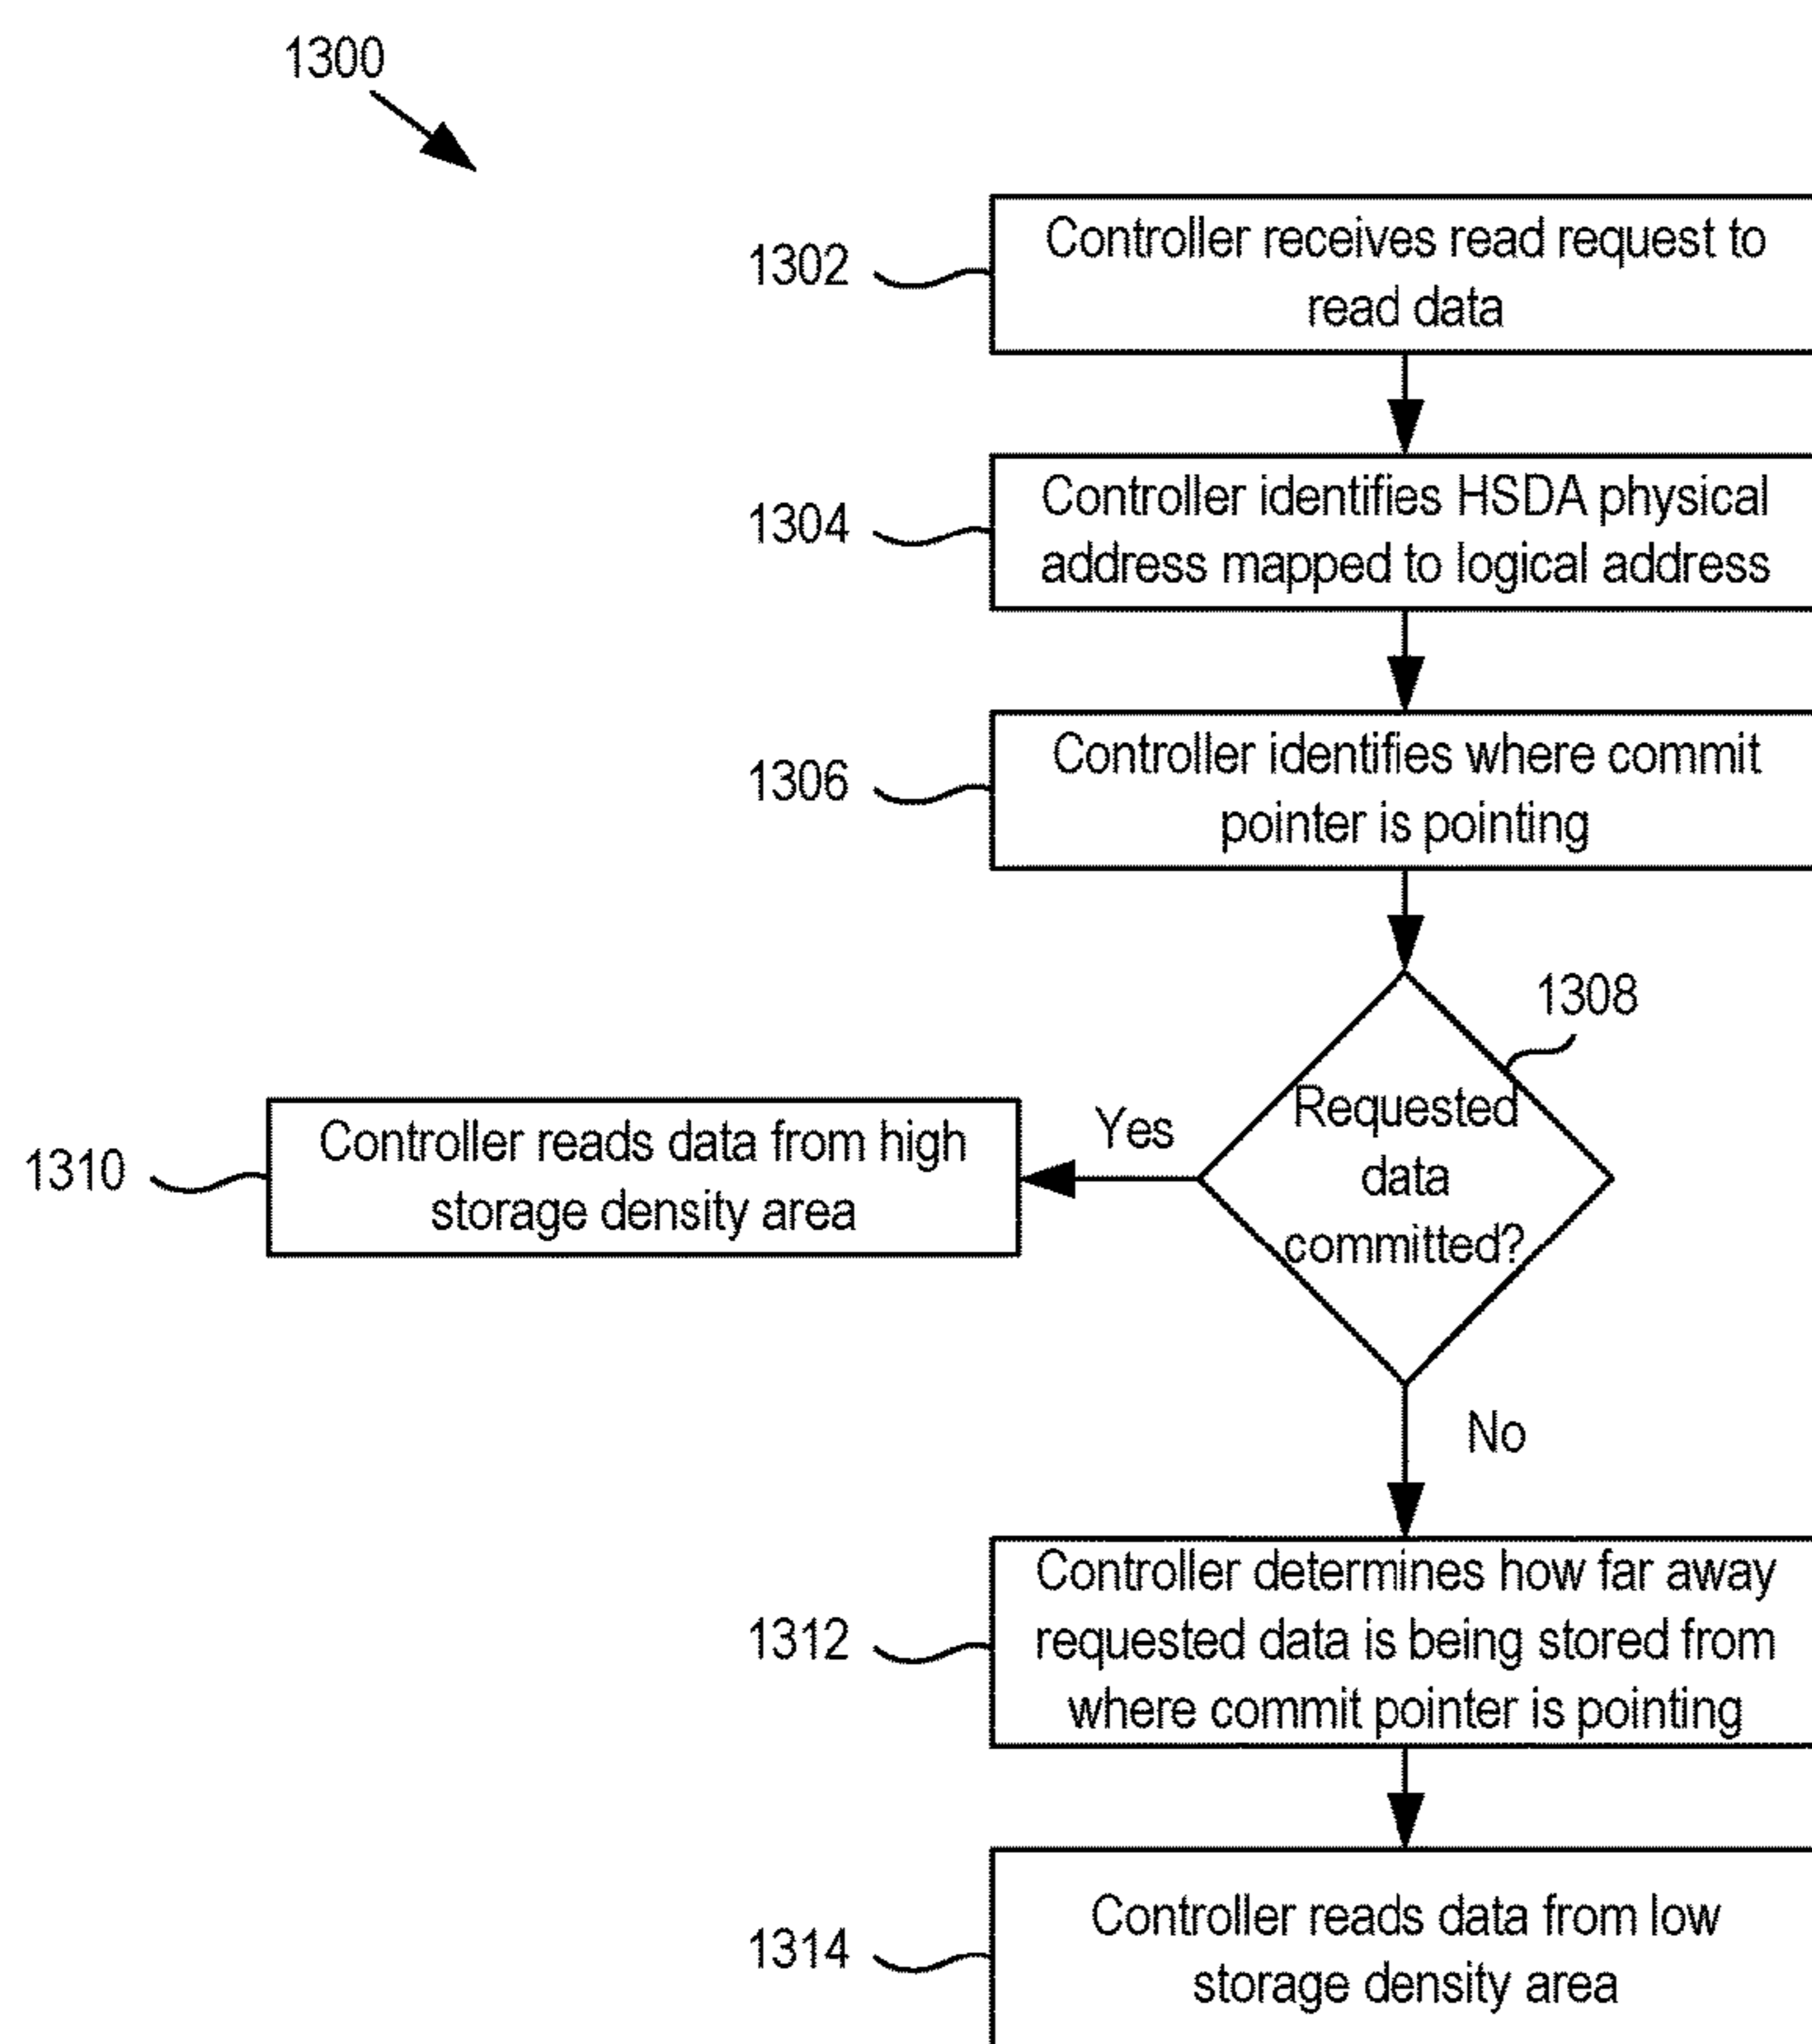 1300
1302
Controller receives read request to
read data
1304
Controller identifies HSDA physical
address mapped to logical address
1306
Controller identifies where commit
pointer is pointing
1308
Requested
data
committed?
Yes
1310
Controller reads data from high
storage density area
No
1312
Controller determines how far away
requested data is being stored from
where commit pointer is pointing
1314
Controller reads data from low
storage density area